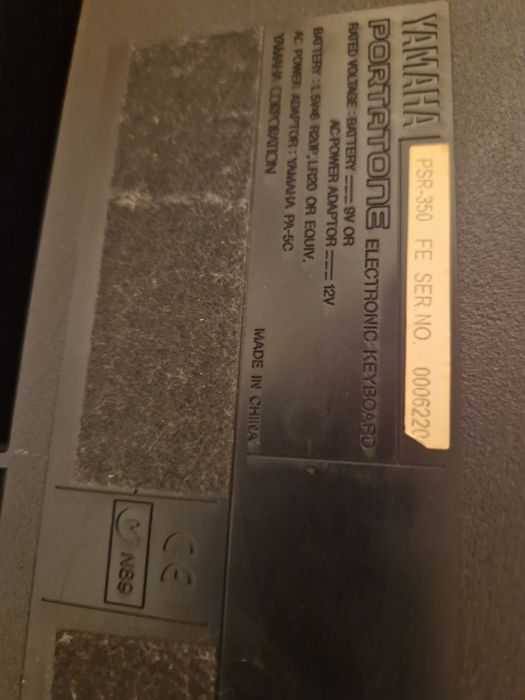 YAMAHA
PSR-350 FE SER.NO. 0006220
PORTATONE ELECTRONIC KEYBOARD
RATED VOLTAGE : BATTERY ⎓ 9V OR
AC POWER ADAPTOR ⎓ 12V
BATTERY : 1.5V×6 R20P, LR20 OR EQUIV.
AC POWER ADAPTOR : YAMAHA PA-5C
YAMAHA CORPORATION
MADE IN CHINA
CE
N89